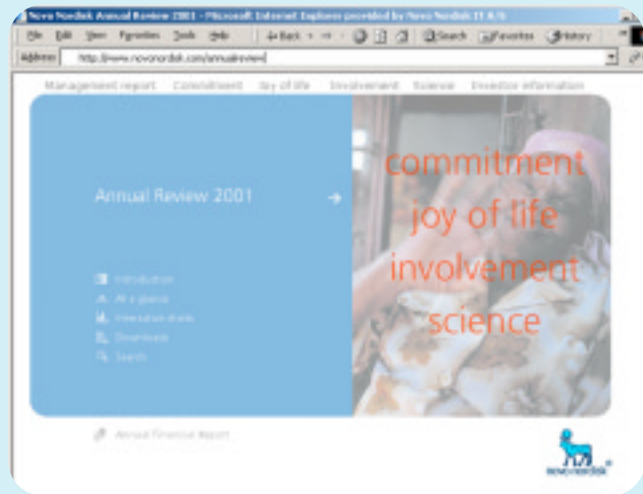 Novo Nordisk Annual Review 2001 - Microsoft Internet Explorer provided by Novo Nordisk IT A/S
File Edit View Favorites Tools Help Back Search Favorites History
Address http://www.novonordisk.com/annualreview/
Management report Commitment Joy of life Involvement Science Investor information
Annual Review 2001
commitment
joy of life
involvement
science
Introduction
At a glance
Interactive charts
Downloads
Search
Annual Financial Report
novo nordisk